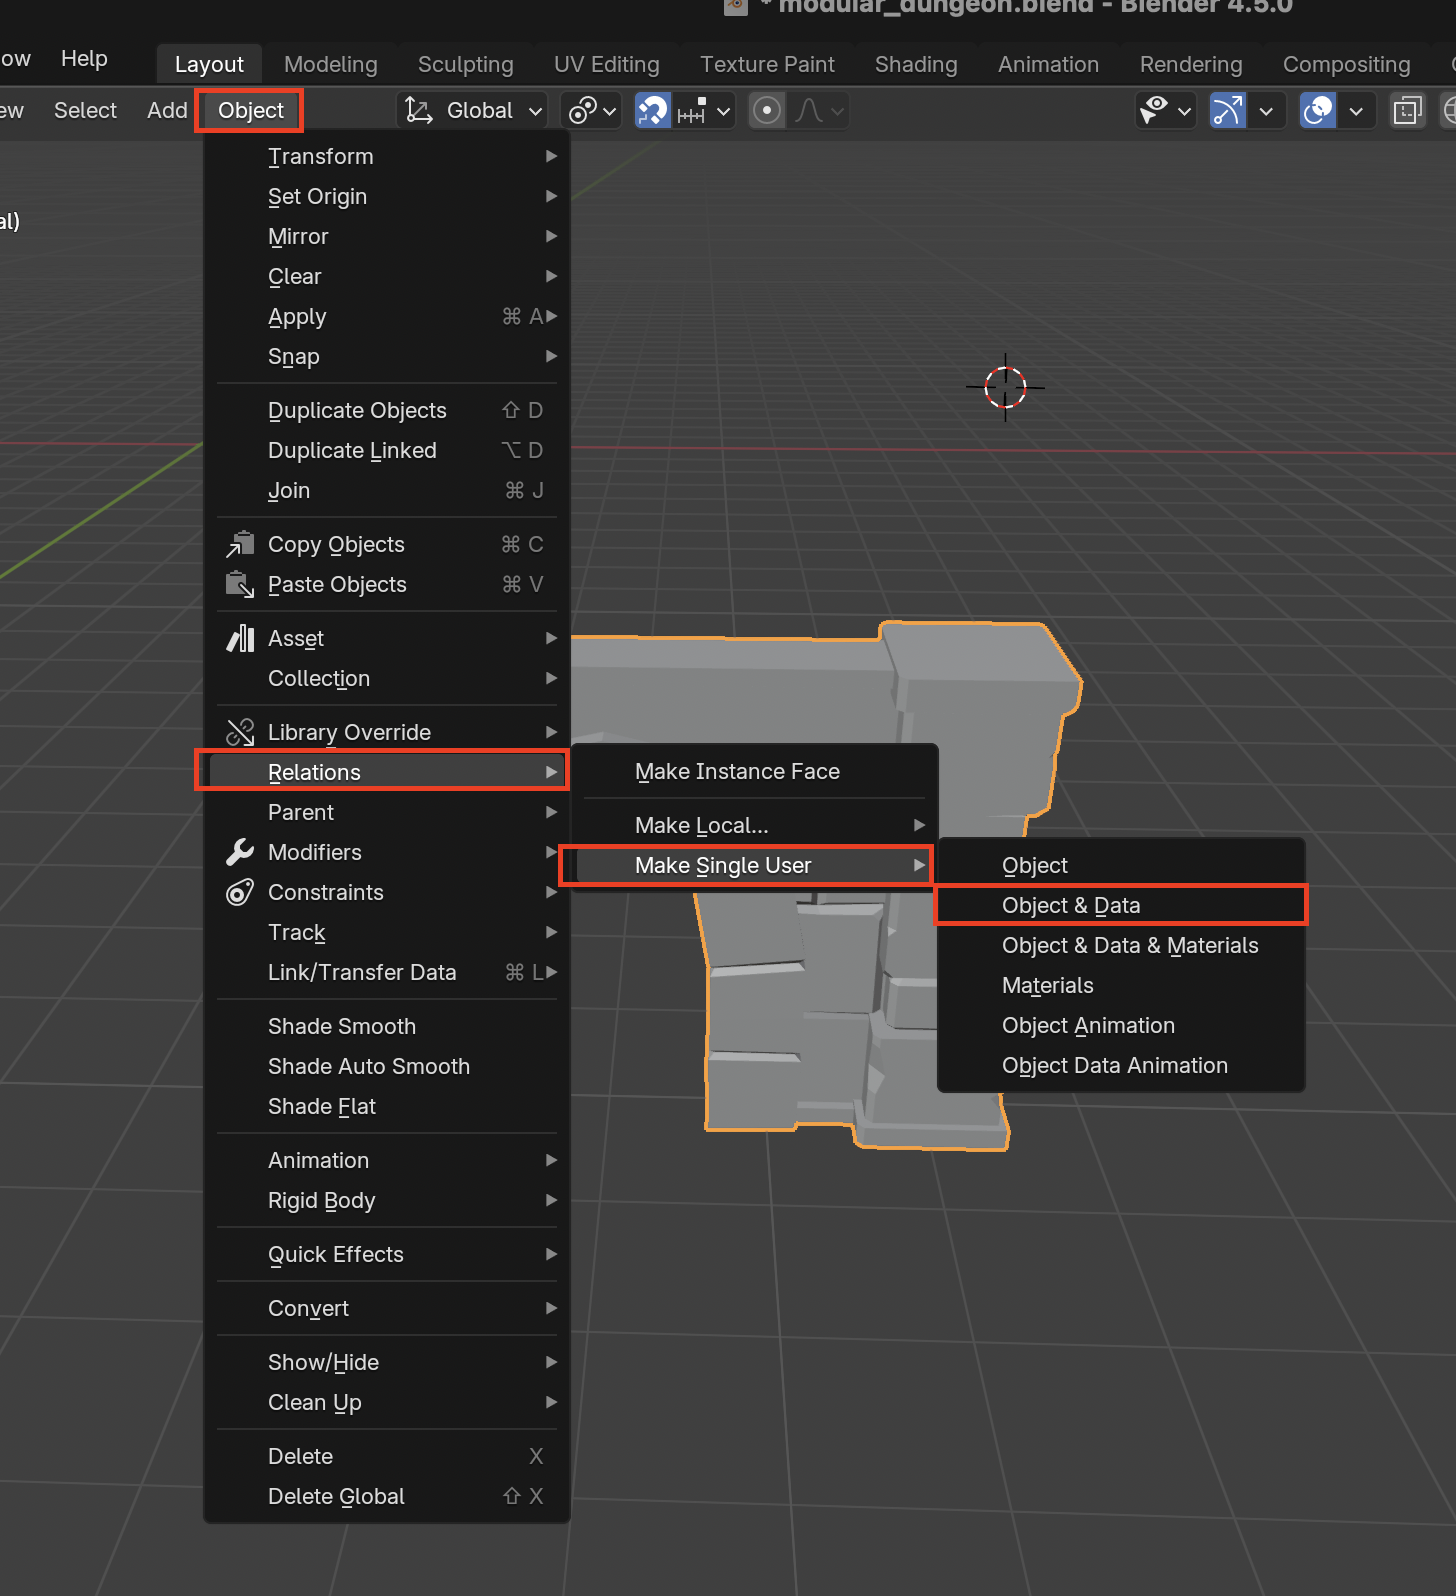 * modular_dungeon.blend - Blender 4.5.0
ow Help Layout Modeling Sculpting UV Editing Texture Paint Shading Animation Rendering Compositing
ew Select Add Object Global
al)
Transform
Set Origin
Mirror
Clear
Apply ⌘ A
Snap
Duplicate Objects ⇧ D
Duplicate Linked ⌥ D
Join ⌘ J
Copy Objects ⌘ C
Paste Objects ⌘ V
Asset
Collection
Library Override
Relations
Parent
Modifiers
Constraints
Track
Link/Transfer Data ⌘ L
Shade Smooth
Shade Auto Smooth
Shade Flat
Animation
Rigid Body
Quick Effects
Convert
Show/Hide
Clean Up
Delete X
Delete Global ⇧ X
Make Instance Face
Make Local...
Make Single User
Object
Object & Data
Object & Data & Materials
Materials
Object Animation
Object Data Animation